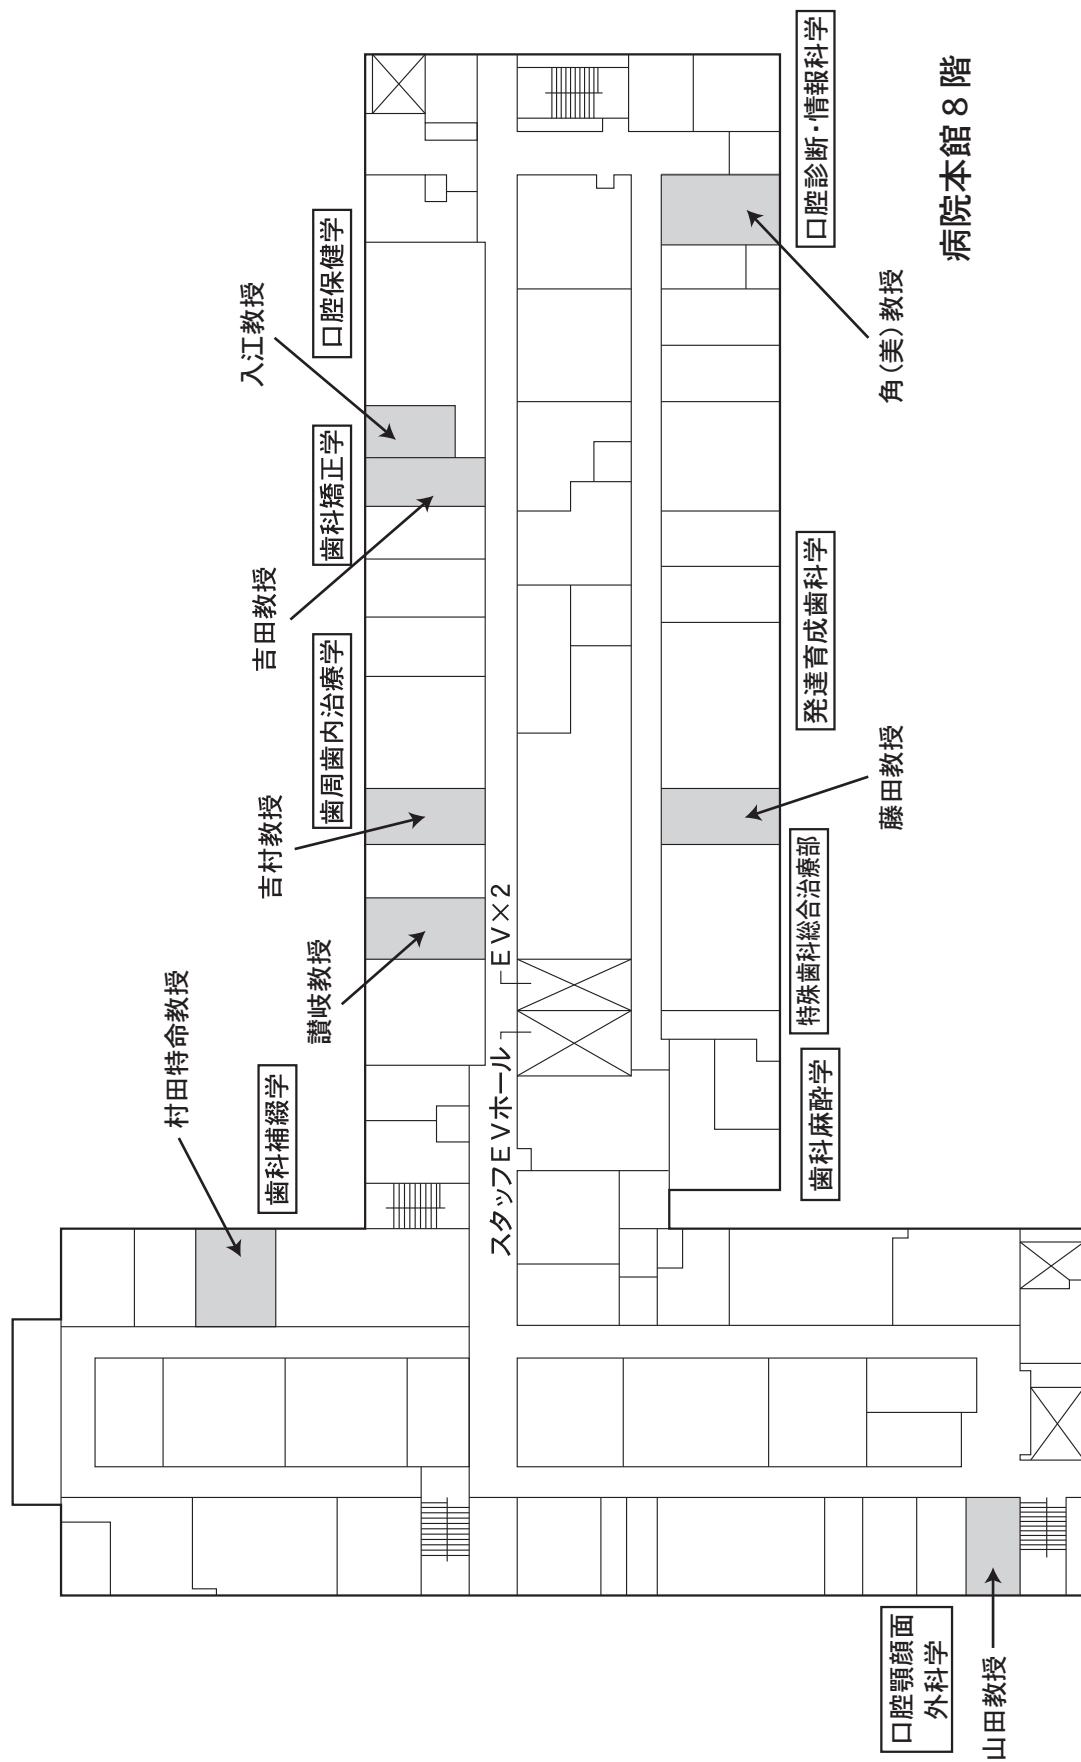 病院本館8階
口腔顎顔面
外科学
山田教授
村田特命教授
歯科補綴学
讃岐教授
吉村教授
歯周歯内治療学
吉田教授
歯科矯正学
入江教授
口腔保健学
スタッフEVホール
EV×2
歯科麻酔学
特殊歯科総合治療部
藤田教授
発達育成歯科学
角(美)教授
口腔診断・情報科学